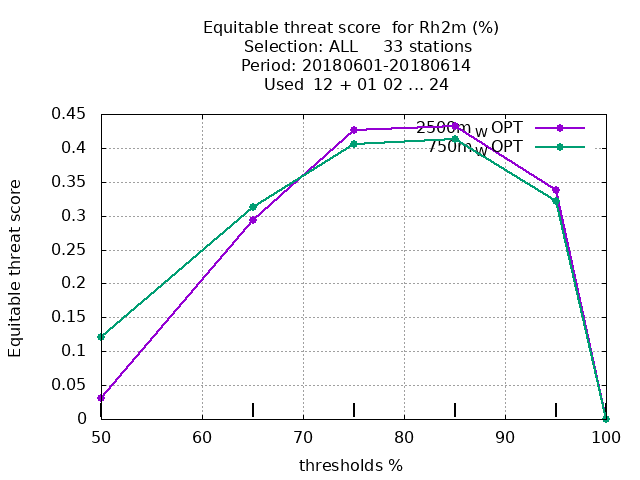 Equitable threat score  for Rh2m (%)
Selection: ALL     33 stations
Period: 20180601-20180614
Used  12 + 01 02 ... 24
0.45
0.4
0.35
0.3
0.25
0.2
0.15
0.1
0.05
0
Equitable threat score
2500m W OPT
750m W OPT
50 60 70 80 90 100
thresholds %